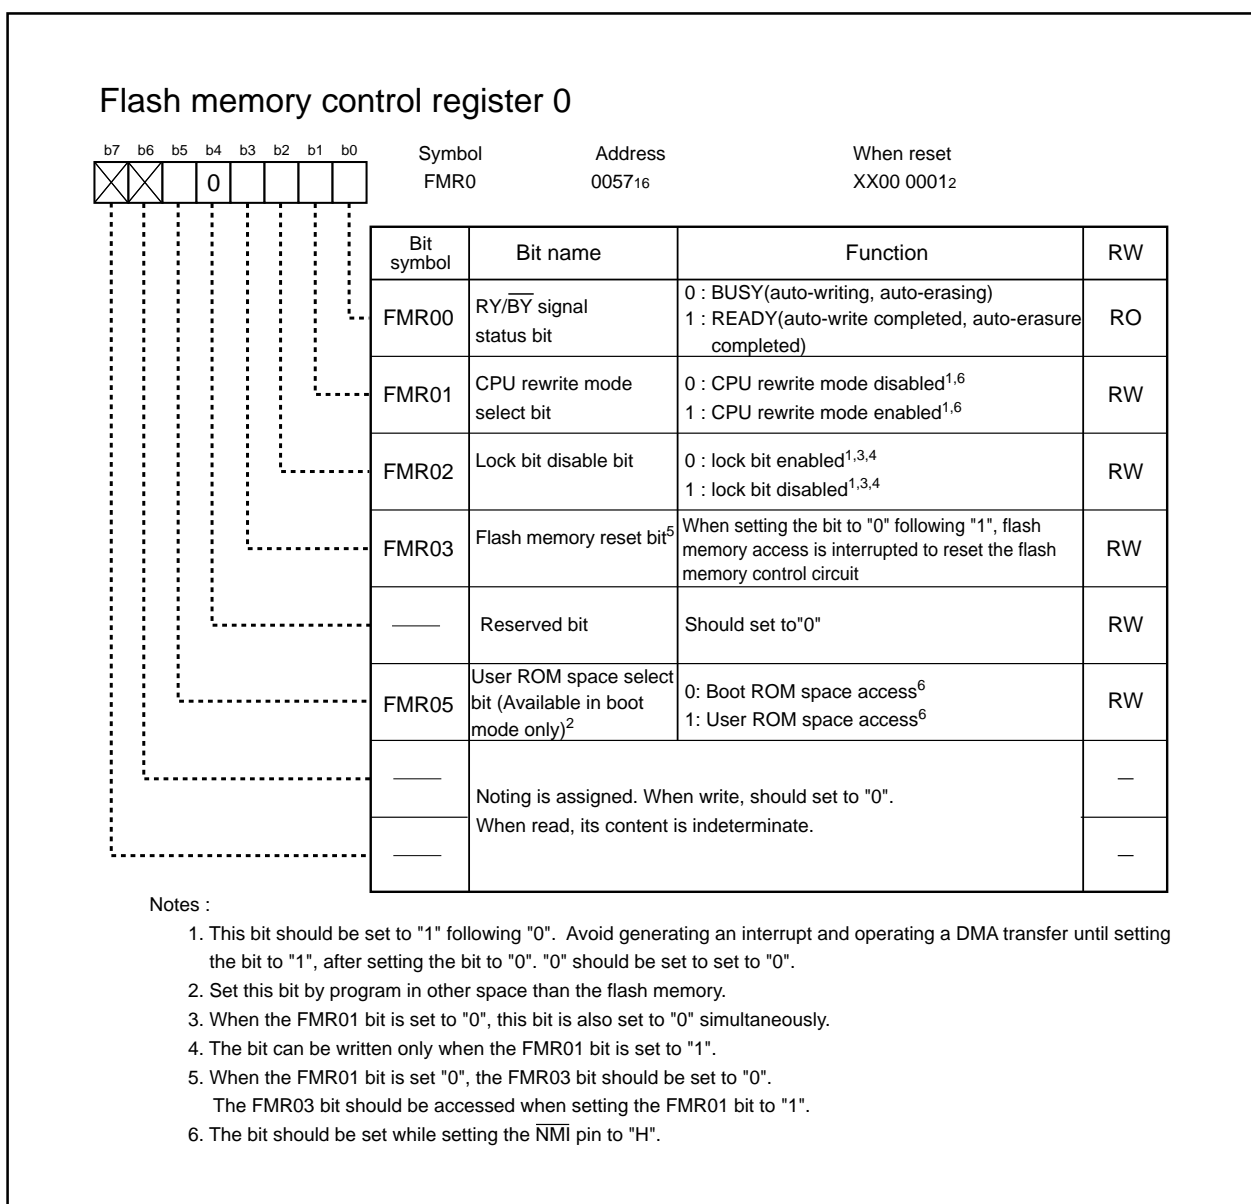 Flash memory control register 0
b7 b6 b5 b4 b3 b2 b1 b0
0
Symbol Address When reset
FMR0 005716 XX00 00012
Bit symbol Bit name Function RW
FMR00 RY/BY signal status bit
0 : BUSY(auto-writing, auto-erasing)
1 : READY(auto-write completed, auto-erasure
completed)
RO
FMR01 CPU rewrite mode select bit
0 : CPU rewrite mode disabled1,6
1 : CPU rewrite mode enabled1,6
RW
FMR02 Lock bit disable bit
0 : lock bit enabled1,3,4
1 : lock bit disabled1,3,4
RW
FMR03 Flash memory reset bit5
When setting the bit to "0" following "1", flash
memory access is interrupted to reset the flash
memory control circuit
RW
—— Reserved bit Should set to"0" RW
FMR05
User ROM space select
bit (Available in boot
mode only)2
0: Boot ROM space access6
1: User ROM space access6
RW
—— —
Noting is assigned. When write, should set to "0".
When read, its content is indeterminate.
—— —
Notes :
1. This bit should be set to "1" following "0". Avoid generating an interrupt and operating a DMA transfer until setting
the bit to "1", after setting the bit to "0". "0" should be set to set to "0".
2. Set this bit by program in other space than the flash memory.
3. When the FMR01 bit is set to "0", this bit is also set to "0" simultaneously.
4. The bit can be written only when the FMR01 bit is set to "1".
5. When the FMR01 bit is set "0", the FMR03 bit should be set to "0".
The FMR03 bit should be accessed when setting the FMR01 bit to "1".
6. The bit should be set while setting the NMI pin to "H".